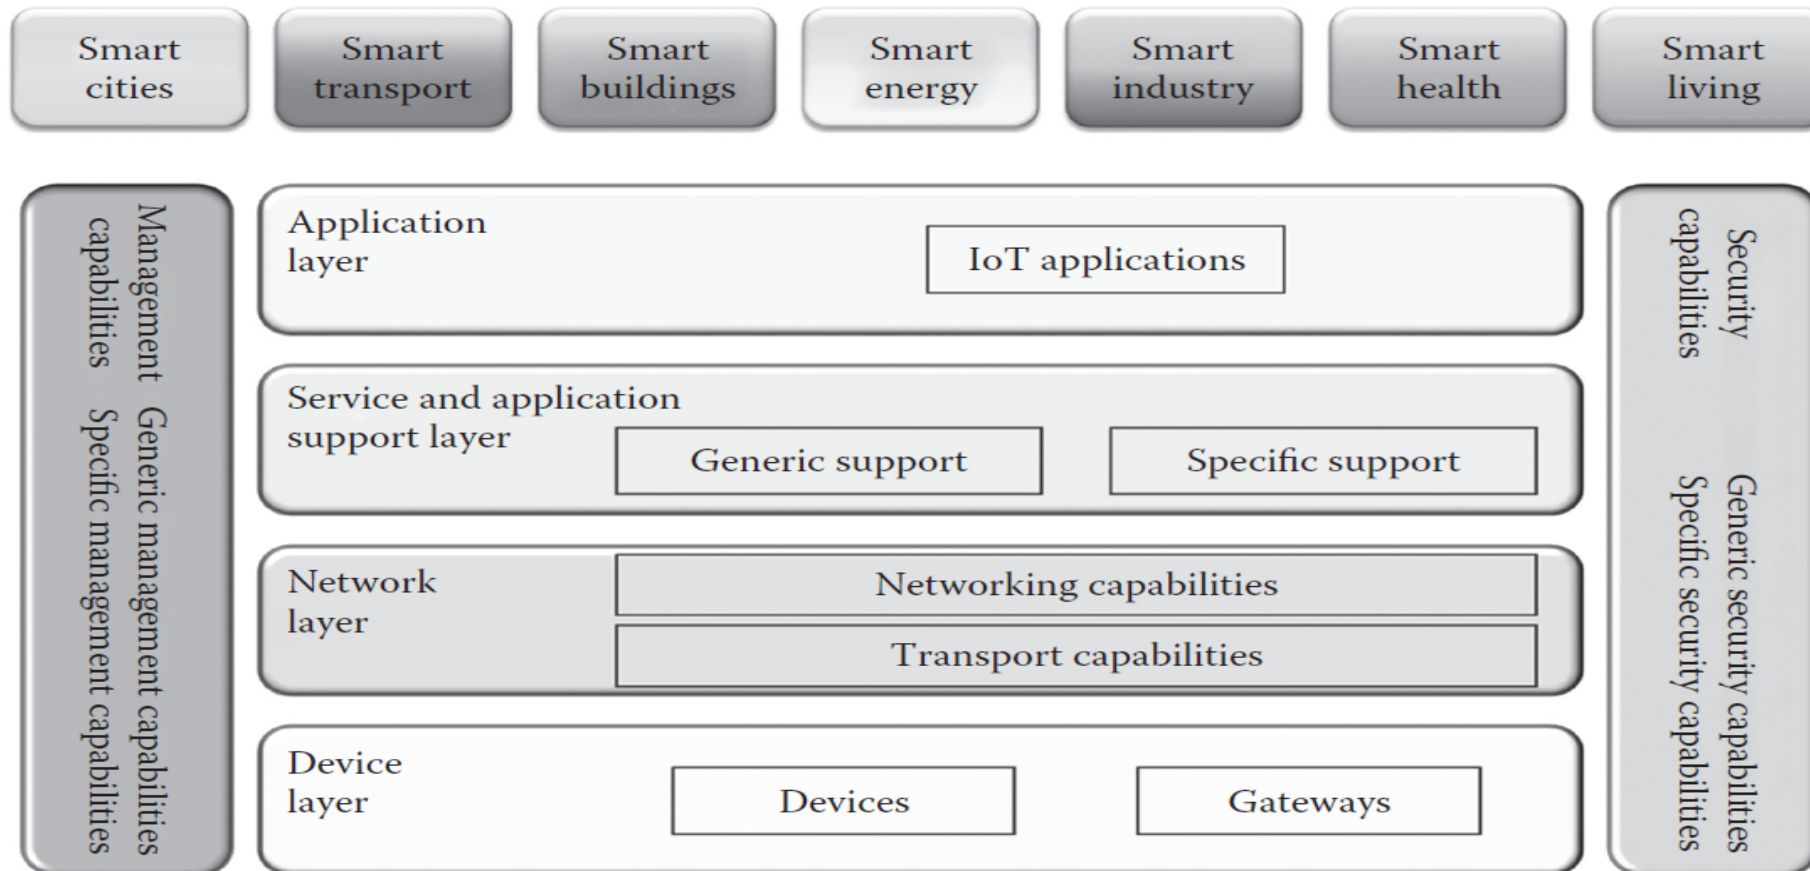 Smart
cities
Smart
transport
Smart
buildings
Smart
energy
Smart
industry
Smart
health
Smart
living
Management
capabilities
Generic management capabilities
Specific management capabilities
Application
layer
IoT applications
Service and application
support layer
Generic support
Specific support
Network
layer
Networking capabilities
Transport capabilities
Device
layer
Devices
Gateways
Security
capabilities
Generic security capabilities
Specific security capabilities